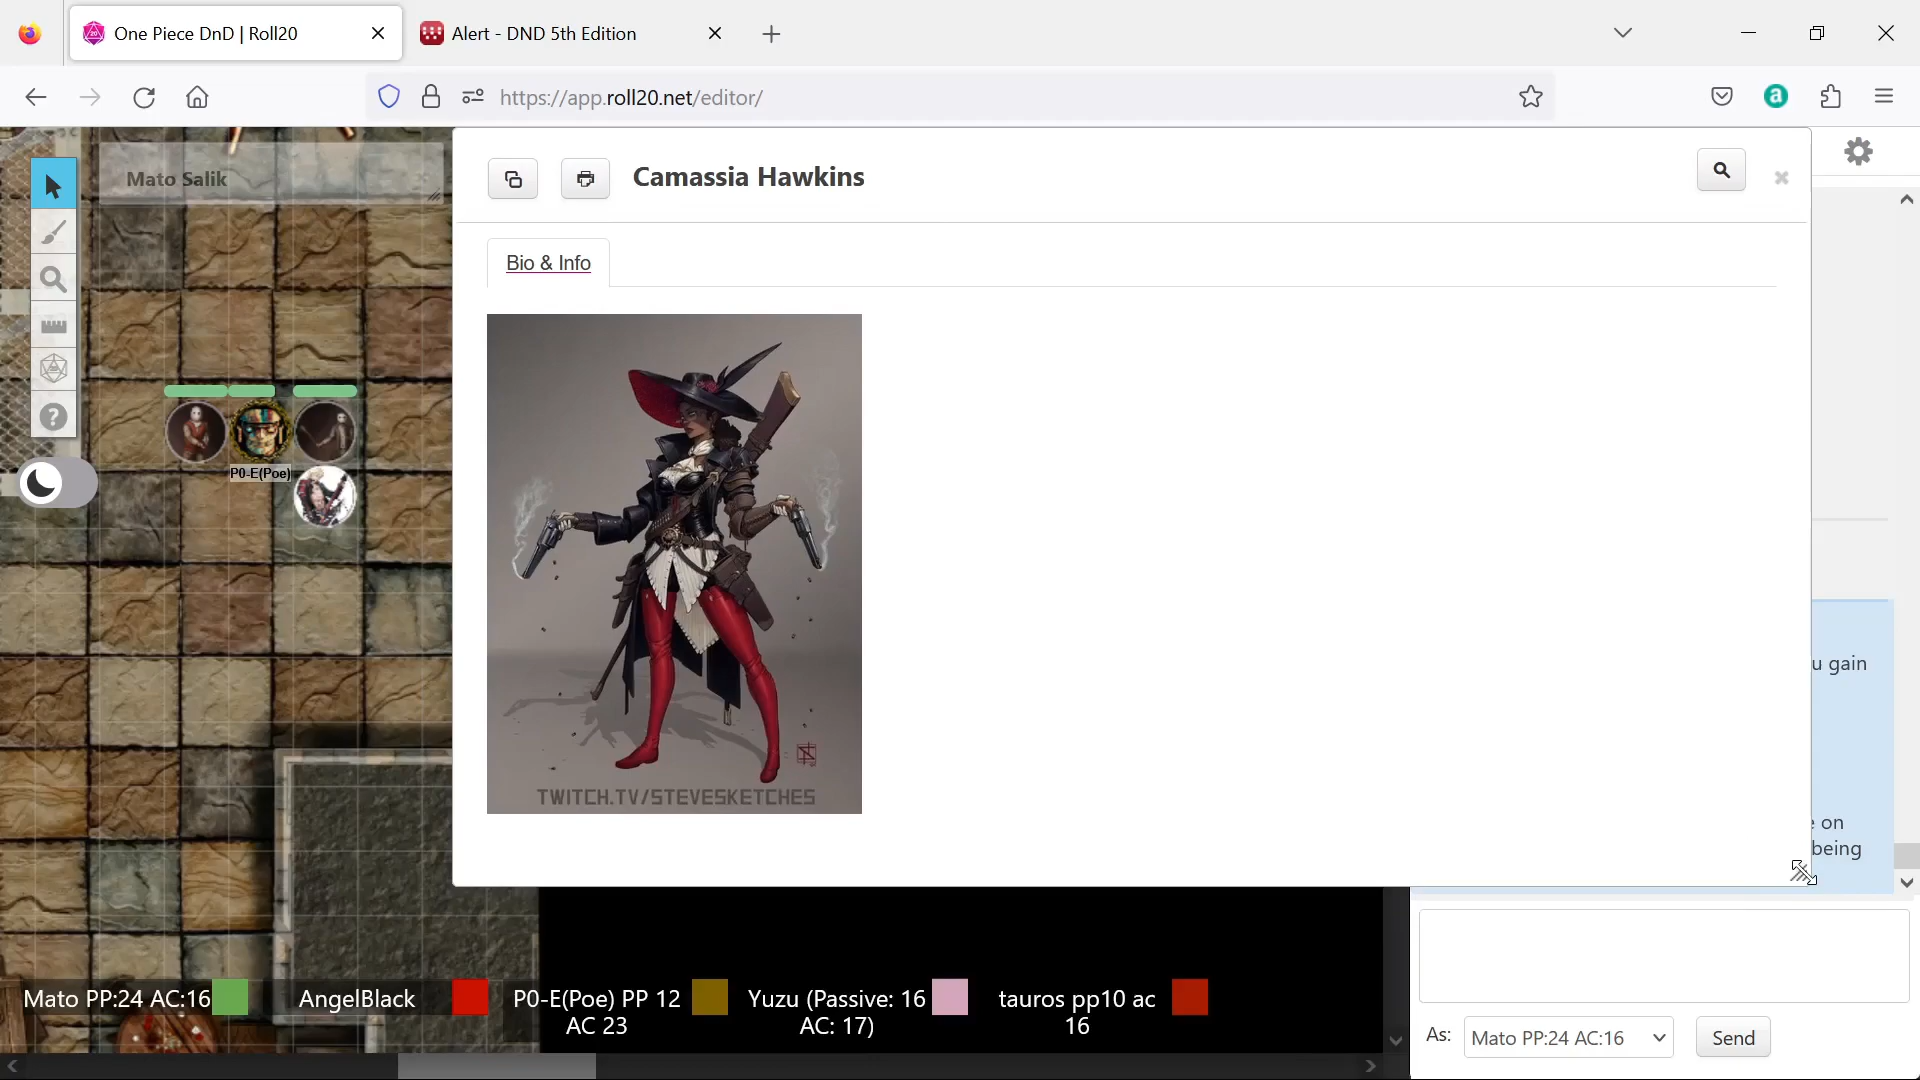 One Piece DnD | Roll20
Alert - DND 5th Edition
https://app.roll20.net/editor/
Mato Salik
Camassia Hawkins
Bio & Info
P0-E(Poe)
TWITCH.TV/STEVESKETCHES
u gain
e on
being
Mato PP:24 AC:16
AngelBlack
P0-E(Poe) PP 12
AC 23
Yuzu (Passive: 16
AC: 17)
tauros pp10 ac
16
As:
Mato PP:24 AC:16
Send